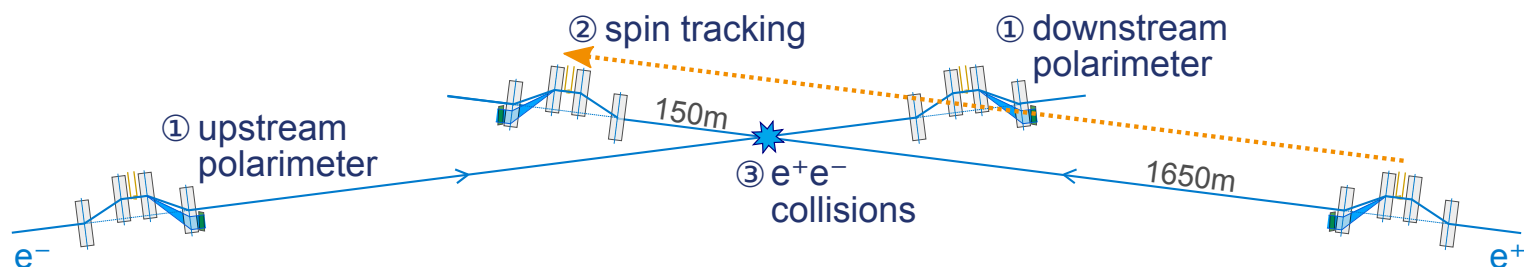 ② spin tracking
① downstream
polarimeter
150m
① upstream
polarimeter
③ e⁺e⁻
collisions
1650m
e⁻
e⁺